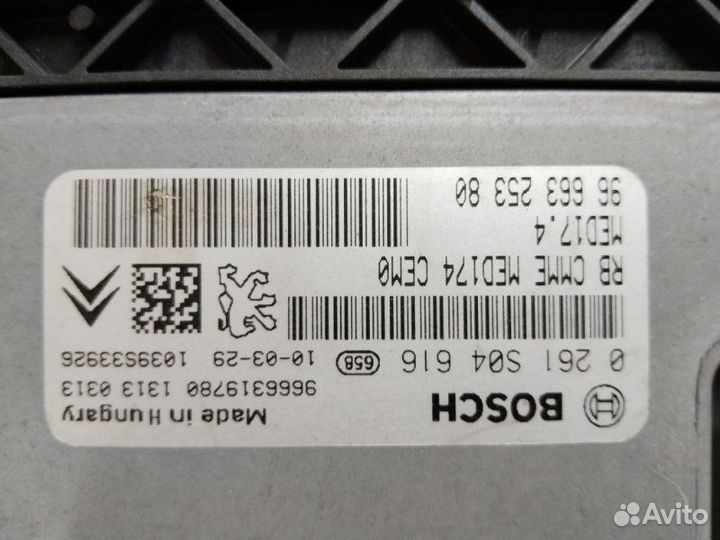 BOSCH
Made in Hungary
9666319780 1313 0313
0 261 S04 616 65B 10-03-29 1039S33926
RB CMME MED174 CEM0
MED17.4
96 663 253 80
Avito